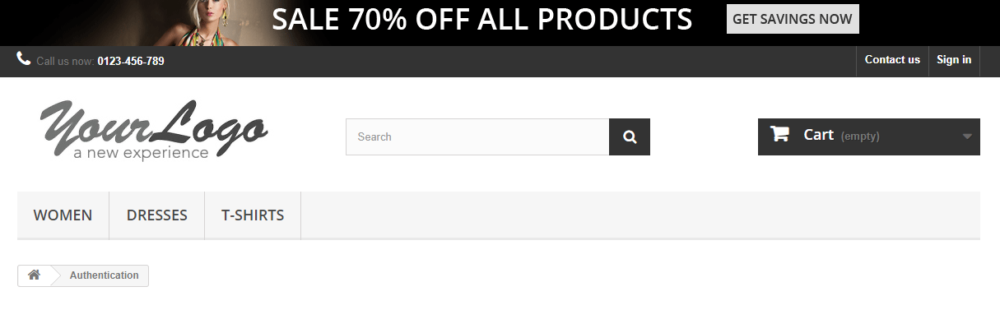 SALE 70% OFF ALL PRODUCTS GET SAVINGS NOW
Call us now: 0123-456-789 Contact us Sign in
YourLogo
a new experience
Search
Cart (empty)
WOMEN DRESSES T-SHIRTS
Authentication